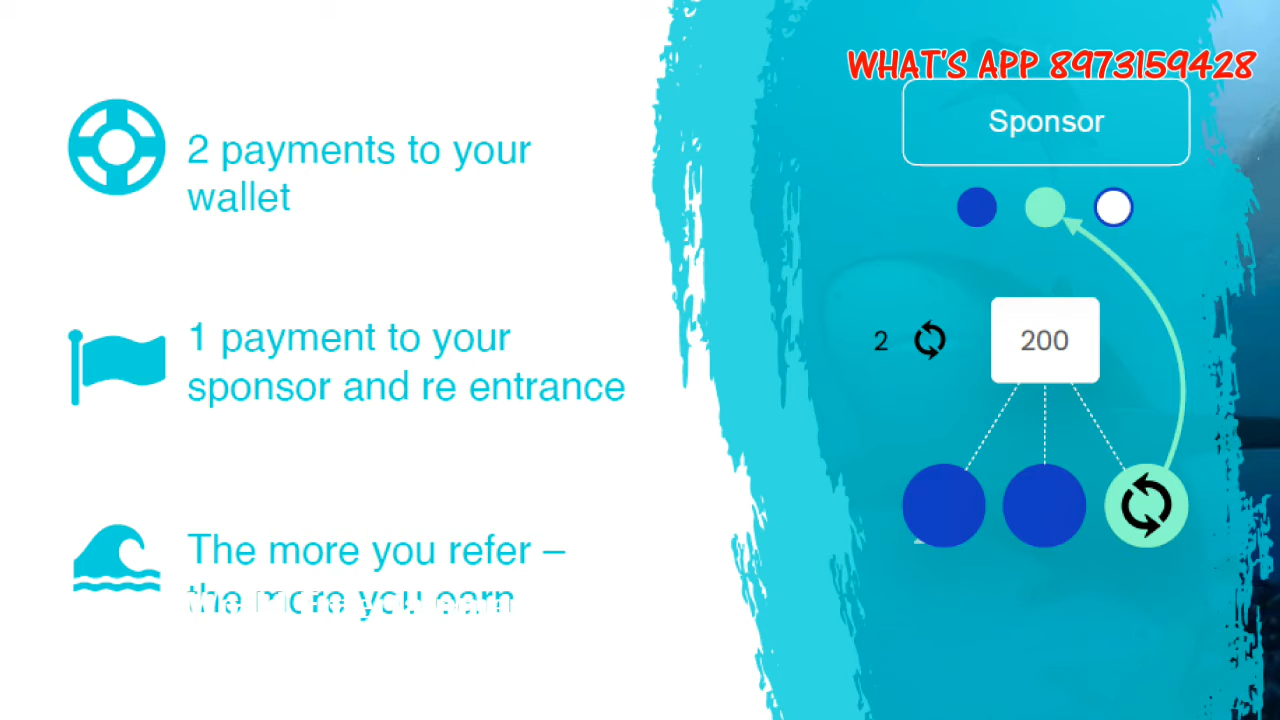 WHAT'S APP 8973159428
Sponsor
2 payments to your
wallet
1 payment to your
sponsor and re entrance
2
200
The more you refer –
the more you earn